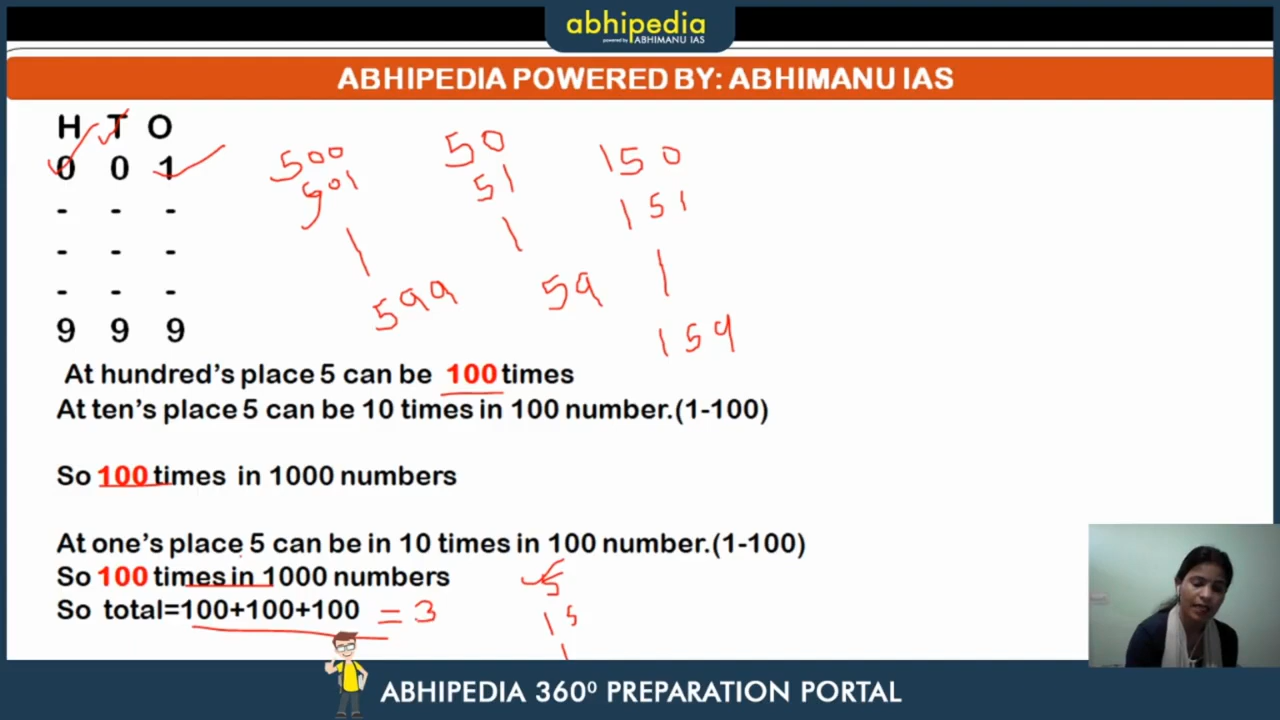 abhipedia
powered by ABHIMANU IAS
ABHIPEDIA POWERED BY: ABHIMANU IAS
H T O
0 0 1
- - -
- - -
- - -
9 9 9
500
501
599
50
51
59
150
151
159
At hundred's place 5 can be 100 times
At ten's place 5 can be 10 times in 100 number.(1-100)
So 100 times in 1000 numbers
At one's place 5 can be in 10 times in 100 number.(1-100)
So 100 times in 1000 numbers
So total=100+100+100 = 3
5
15
ABHIPEDIA 360⁰ PREPARATION PORTAL